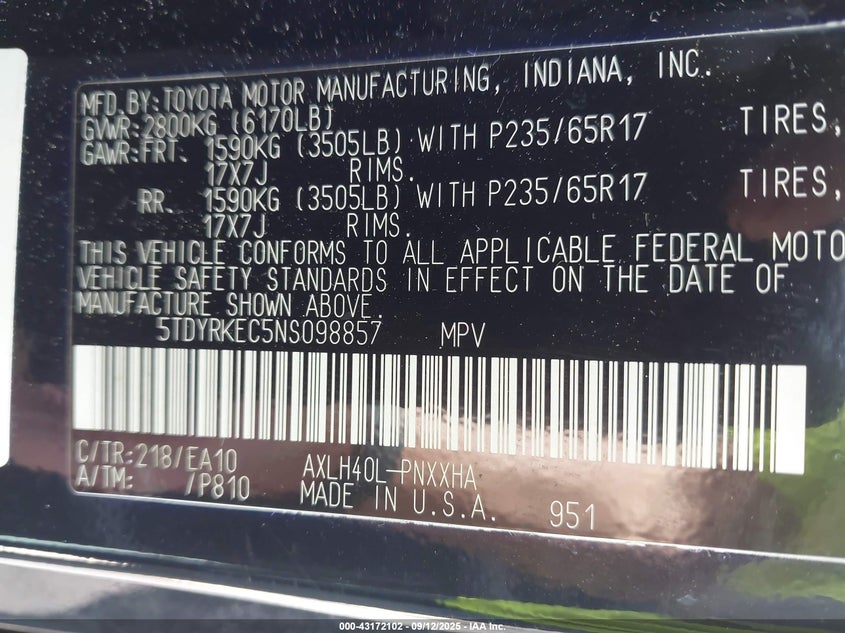 MFD.BY:TOYOTA MOTOR MANUFACTURING, INDIANA, INC.
GVWR:2800KG (6170LB)
GAWR:FRT. 1590KG (3505LB) WITH P235/65R17 TIRES,
17X7J RIMS.
RR. 1590KG (3505LB) WITH P235/65R17 TIRES,
17X7J RIMS.
THIS VEHICLE CONFORMS TO ALL APPLICABLE FEDERAL MOTO
VEHICLE SAFETY STANDARDS IN EFFECT ON THE DATE OF
MANUFACTURE SHOWN ABOVE.
5TDYRKEC5NS098857 MPV
C/TR:218/EA10 AXLH40L-PNXXHA
A/TM: /P810 MADE IN U.S.A. 951
000-43172102 - 09/12/2025 - IAA Inc.